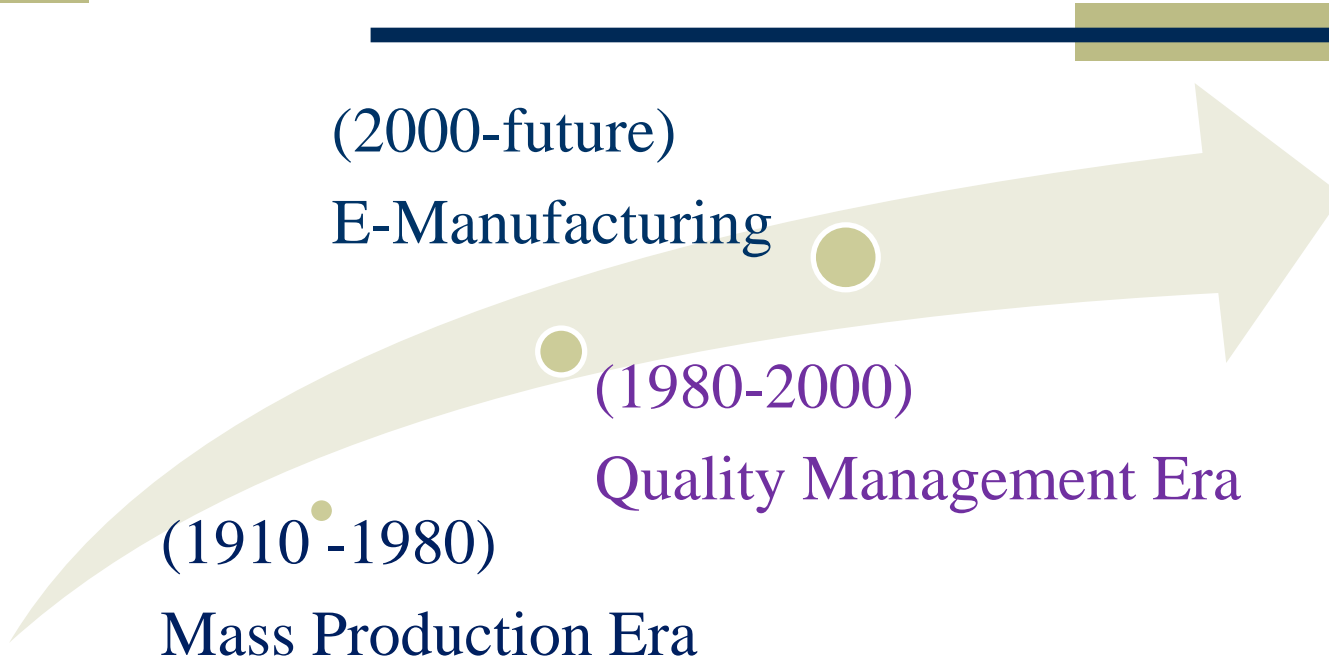 (2000-future)
E-Manufacturing
(1980-2000)
Quality Management Era
(1910 -1980)
Mass Production Era